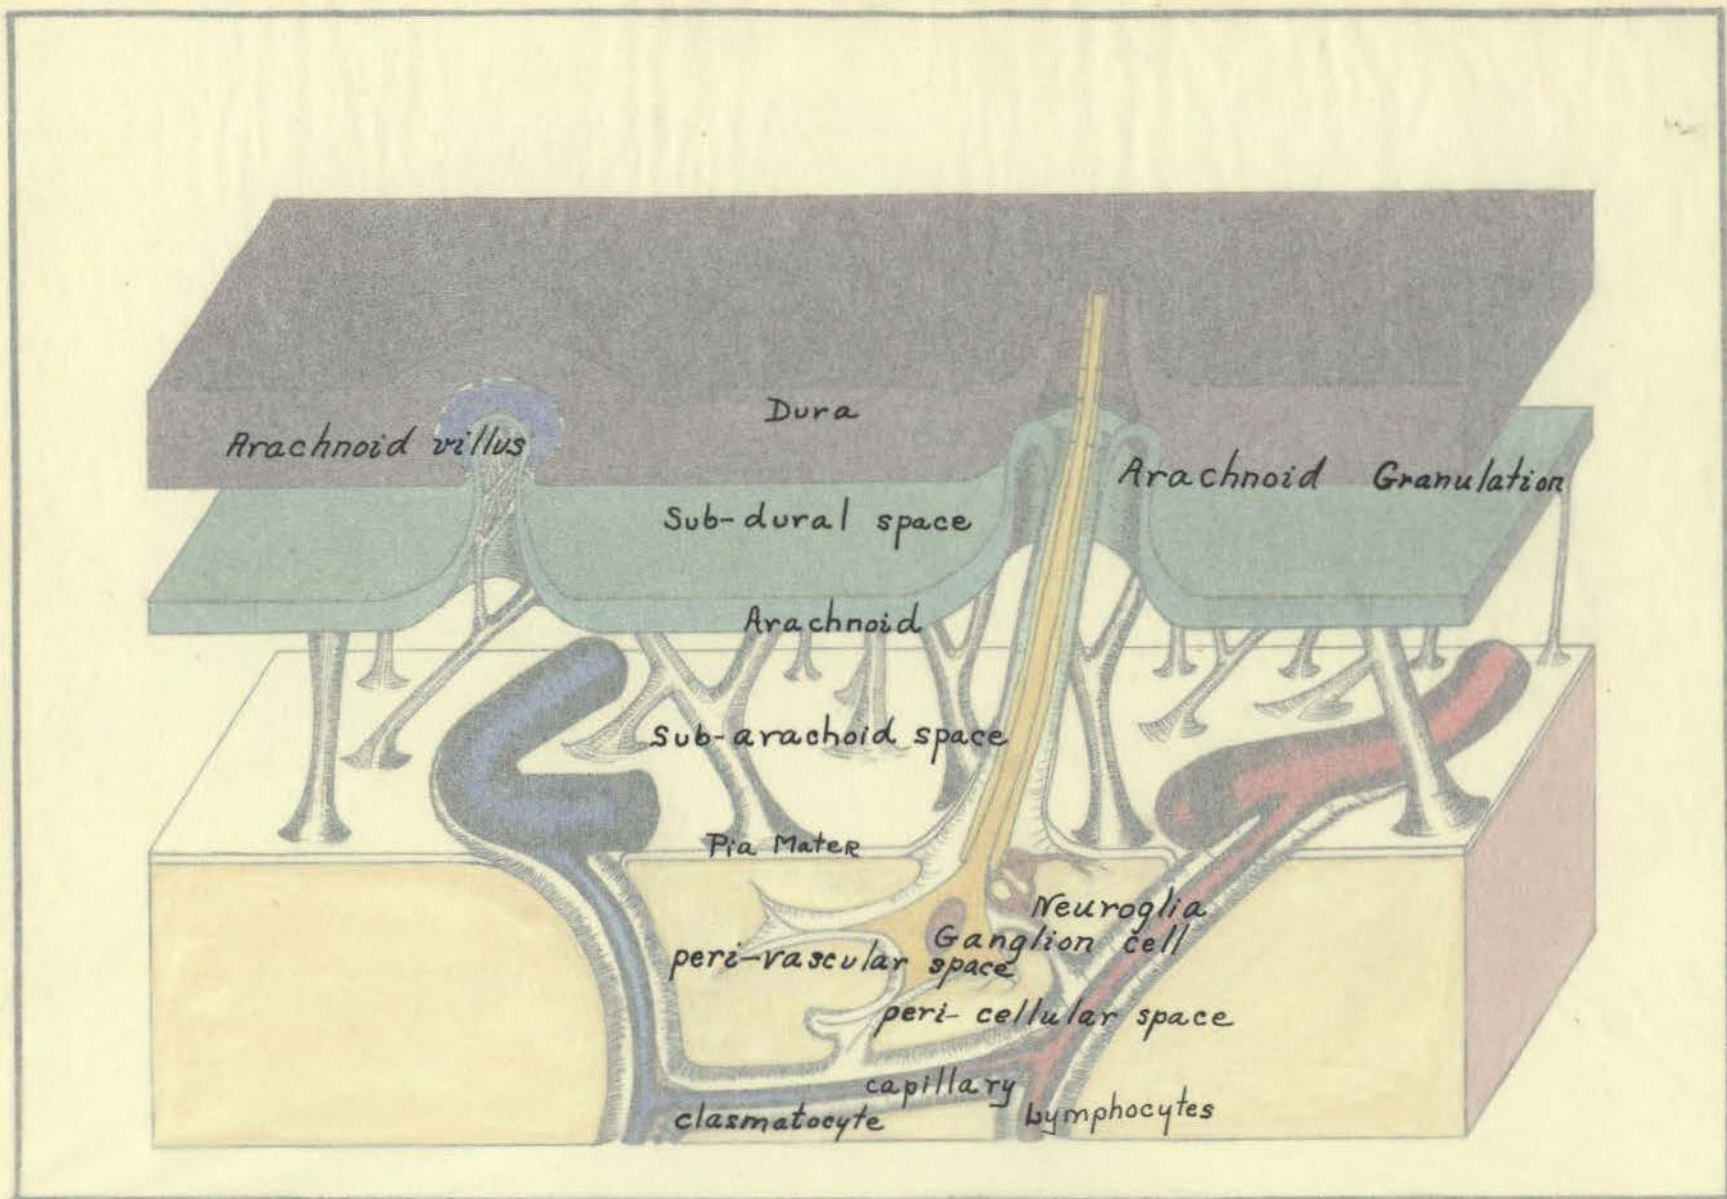 Dura
Arachnoid villus
Arachnoid Granulation
Sub-dural space
Arachnoid
Sub-arachoid space
Pia Mater
Neuroglia
Ganglion cell
peri-vascular space
peri-cellular space
capillary
clasmatocyte
Lymphocytes